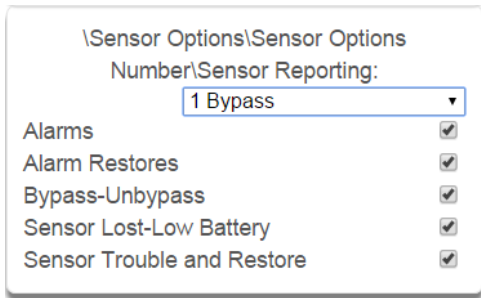 \Sensor Options\Sensor Options
Number\Sensor Reporting:
1 Bypass
Alarms
Alarm Restores
Bypass-Unbypass
Sensor Lost-Low Battery
Sensor Trouble and Restore